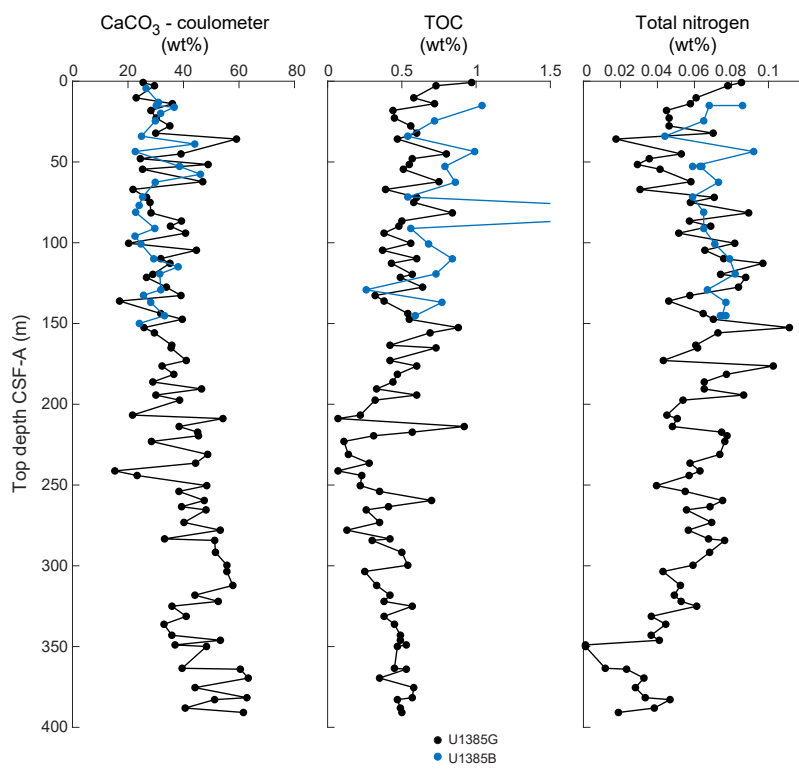 CaCO3 - coulometer
(wt%)
TOC
(wt%)
Total nitrogen
(wt%)
0 20 40 60 80
0 0.5 1 1.5
0 0.02 0.04 0.06 0.08 0.1
0
50
100
150
200
250
300
350
400
Top depth CSF-A (m)
U1385G
U1385B